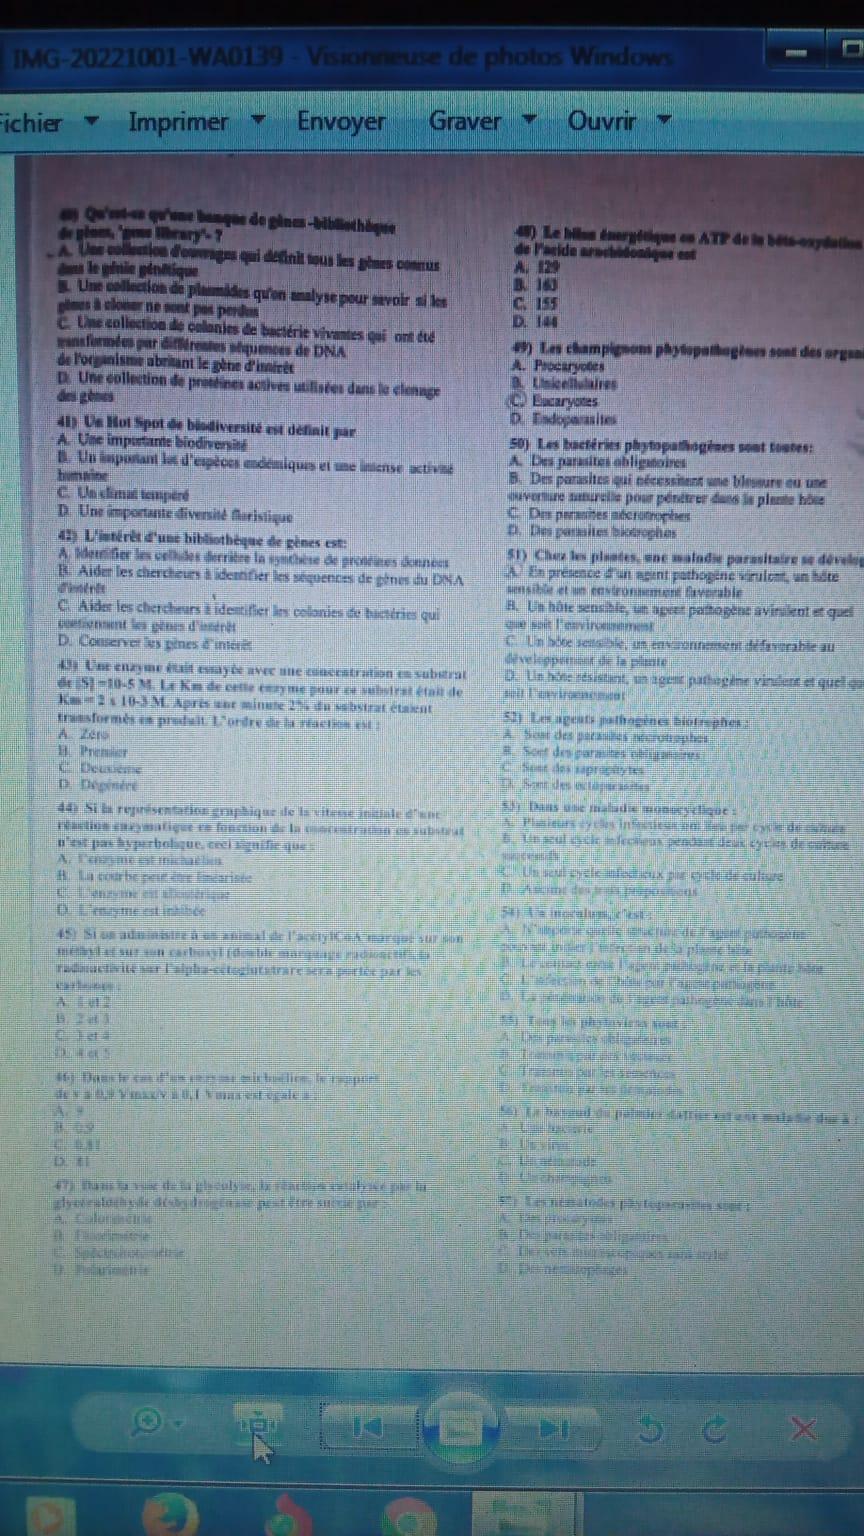 IMG-20221001-WA0139 - Visionneuse de photos Windows
Fichier Imprimer Envoyer Graver Ouvrir
Qu'est-ce qu'une banque de gènes -bibliothèque
de gènes, 'gene library'- ?
A. Une collection d'ouvrages qui définit tous les gènes connus
dans le génie génétique
B. Une collection de plasmides qu'on analyse pour savoir si les
gènes à cloner ne sont pas perdus
C. Une collection de colonies de bactérie vivantes qui ont été
transformées par différentes séquences de DNA
de l'organisme abritant le gène d'intérêt
D. Une collection de protéines actives utilisées dans le clonage
des gènes
41) Un Hot Spot de biodiversité est définit par
A. Une importante biodiversité
B. Un important lot d'espèces endémiques et une intense activité
humaine
C. Un climat tempéré
D. Une importante diversité floristique
42) L'intérêt d'une bibliothèque de gènes est:
A. Identifier les cellules derrière la synthèse de protéines données
B. Aider les chercheurs à identifier les séquences de gènes du DNA
d'intérêt
C. Aider les chercheurs à identifier les colonies de bactéries qui
contiennent les gènes d'intérêt
D. Conserver les gènes d'intérêt
43) Une enzyme était essayée avec une concentration en substrat
de [S] =10-5 M. Le Km de cette enzyme pour ce substrat était de
Km = 2 x 10-3 M. Après une minute 2% du substrat étaient
transformés en produit. L'ordre de la réaction est :
A. Zéro
B. Premier
C. Deuxième
D. Dégénéré
44) Si la représentation graphique de la vitesse initiale d'une
réaction enzymatique en fonction de la concentration en substrat
n'est pas hyperbolique, ceci signifie que :
A. l'enzyme est michaelien
B. La courbe peut être linéarisée
C. L'enzyme est allostérique
D. L'enzyme est inhibée
45) Si on administre à un animal de l'acétylCoA marqué sur son
méthyl et sur son carboxyl (double marquage radioactif), la
radioactivité sur l'alpha-cétoglutatrare sera portée par les
carbones :
A. 1 et 2
B. 2 et 3
C. 3 et 4
D. 4 et 5
46) Dans le cas d'un enzyme michaélien, le rapport
de v à 0,9 Vmax/v à 0,1 Vmax est égale à :
A. 9
B. 0,9
C. 0,81
D. 81
47) Dans la voie de la glycolyse, la réaction catalysée par la
glycéraldéhyde déshydrogénase peut être suivie par :
A. Colorimétrie
B. Fluorimétrie
C. Spectrophotométrie
D. Polarimétrie
48) Le bilan énergétique en ATP de la béta-oxydation
de l'acide arachidonique est
A. 129
B. 163
C. 155
D. 144
49) Les champignons phytopathogènes sont des
A. Procaryotes
B. Unicellulaires
C. Eucaryotes
D. Endoparasites
50) Les bactéries phytopathogènes sont toutes:
A. Des parasites obligatoires
B. Des parasites qui nécessitent une blessure ou une
ouverture naturelle pour pénétrer dans la plante hôte
C. Des parasites nécrotrophes
D. Des parasites biotrophes
51) Chez les plantes, une maladie parasitaire se
A. En présence d'un agent pathogène virulent, un hôte
sensible et un environnement favorable
B. Un hôte sensible, un agent pathogène avirulent et quel
que soit l'environnement
C. Un hôte sensible, un environnement défavorable au
développement de la plante
D. Un hôte résistant, un agent pathogène virulent et quel
soit l'environnement
52) Les agents pathogènes biotrophes :
A. Sont des parasites nécrotrophes
B. Sont des parasites obligatoires
C. Sont des saprophytes
D. Sont des ectoparasites
53) Dans une maladie monocyclique :
A. Plusieurs cycles infectieux ont lieu par cycle de culture
B. Un seul cycle infectieux pendant deux cycles de culture
successifs
C. Un seul cycle infectieux par cycle de culture
D. Aucune des trois propositions
54) Un inoculum, c'est :
A. N'importe quelle structure de l'agent pathogène
pouvant initier l'infection de la plante hôte
B. Le contact entre l'agent pathogène et la plante hôte
C. L'infection de l'hôte par l'agent pathogène
D. La pénétration de l'agent pathogène dans l'hôte
55) Tous les phytovirus sont :
A. Des parasites obligatoires
B. Transmis par des vecteurs
C. Transmis par les semences
D. Transmis par les
56) Le bayoud du palmier dattier est une maladie due à :
A. Une bactérie
B. Un virus
C. Un nématode
D. Un champignon
57) Les nématodes phytoparasites sont :
A. Des procaryotes
B. Des parasites obligatoires
C. Des vers microscopiques sans stylet
D. Des nématophages